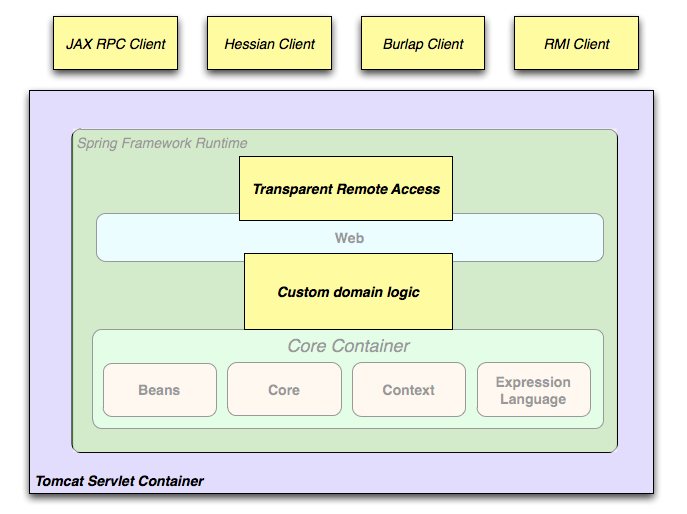 JAX RPC Client
Hessian Client
Burlap Client
RMI Client
Spring Framework Runtime
Transparent Remote Access
Web
Custom domain logic
Core Container
Beans
Core
Context
Expression
Language
Tomcat Servlet Container